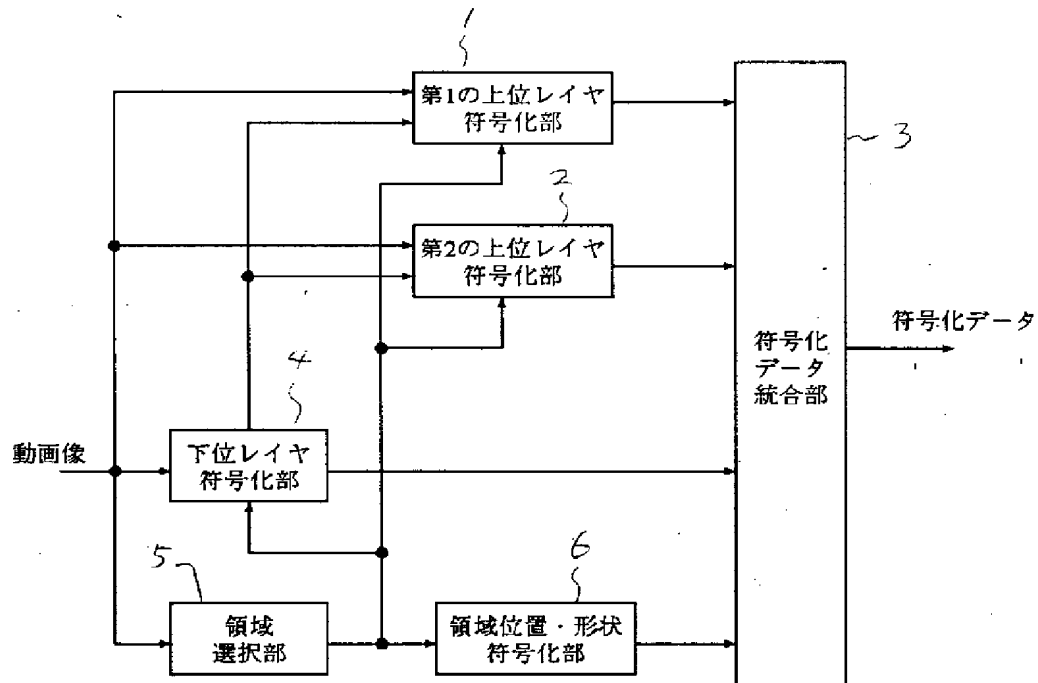 1
第1の上位レイヤ
符号化部
3
2
第2の上位レイヤ
符号化部
符号化データ
符号化
データ
統合部
4
動画像
下位レイヤ
符号化部
5
6
領域
選択部
領域位置・形状
符号化部